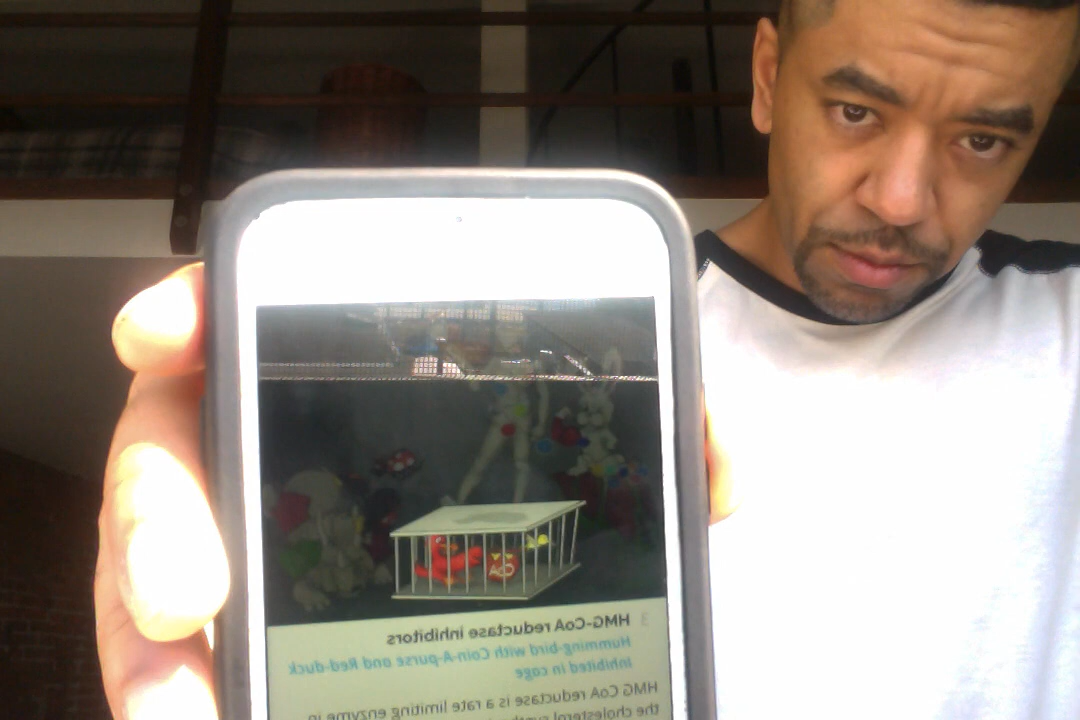 CoA
3 HMG-CoA reductase inhibitors
Humming-bird with Coin-A-purse and Red-duck
Inhibited in cage
HMG CoA reductase is a rate limiting enzyme in
the cholesterol